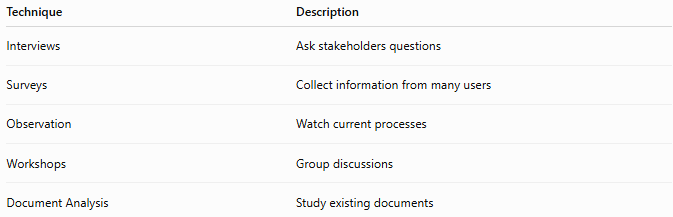 Technique Description
Interviews Ask stakeholders questions
Surveys Collect information from many users
Observation Watch current processes
Workshops Group discussions
Document Analysis Study existing documents